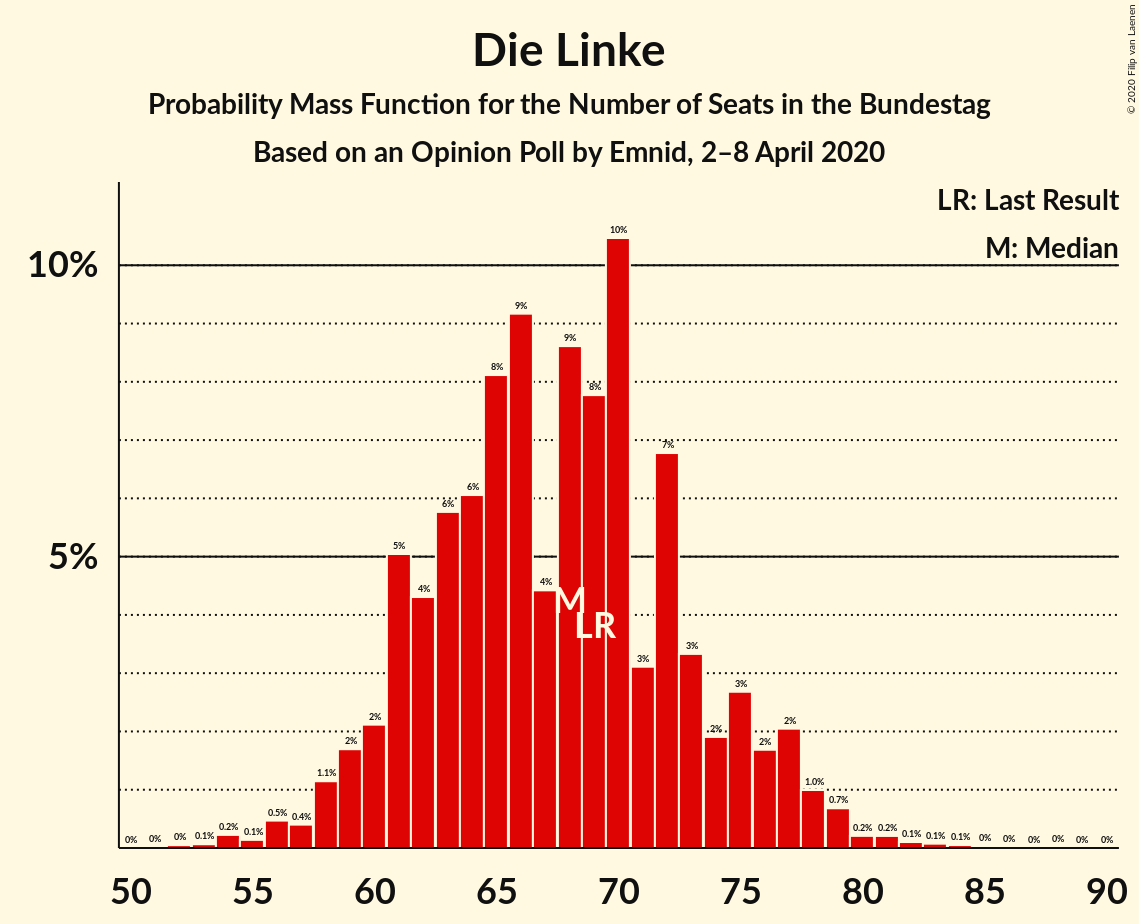 Die Linke
Probability Mass Function for the Number of Seats in the Bundestag
Based on an Opinion Poll by Emnid, 2–8 April 2020
© 2020 Filip van Laenen
LR: Last Result
M: Median
10%
5%
0% 0% 0% 0.1% 0.2% 0.1% 0.5% 0.4% 1.1% 2% 2% 5% 4% 6% 6% 8% 9% 4% 9% 8% 10% 3% 7% 3% 2% 3% 2% 2% 1.0% 0.7% 0.2% 0.2% 0.1% 0.1% 0.1% 0% 0% 0% 0% 0% 0%
M
LR
50 55 60 65 70 75 80 85 90